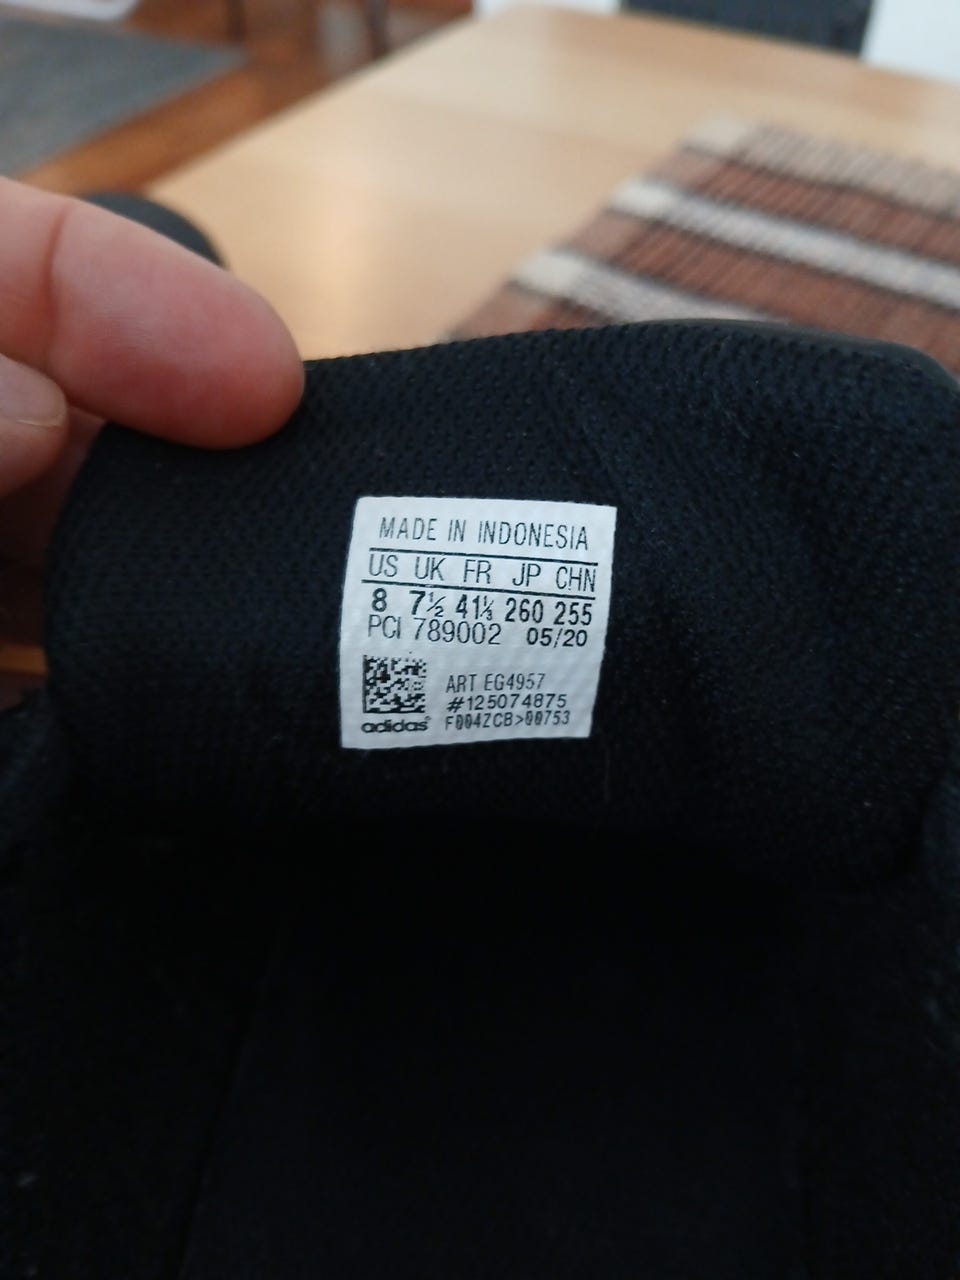 MADE IN INDONESIA
US UK FR JP CHN
8 7½ 41⅓ 260 255
PCI 789002 05/20
ART EG4957
#125074875
adidas F004ZCB>00753